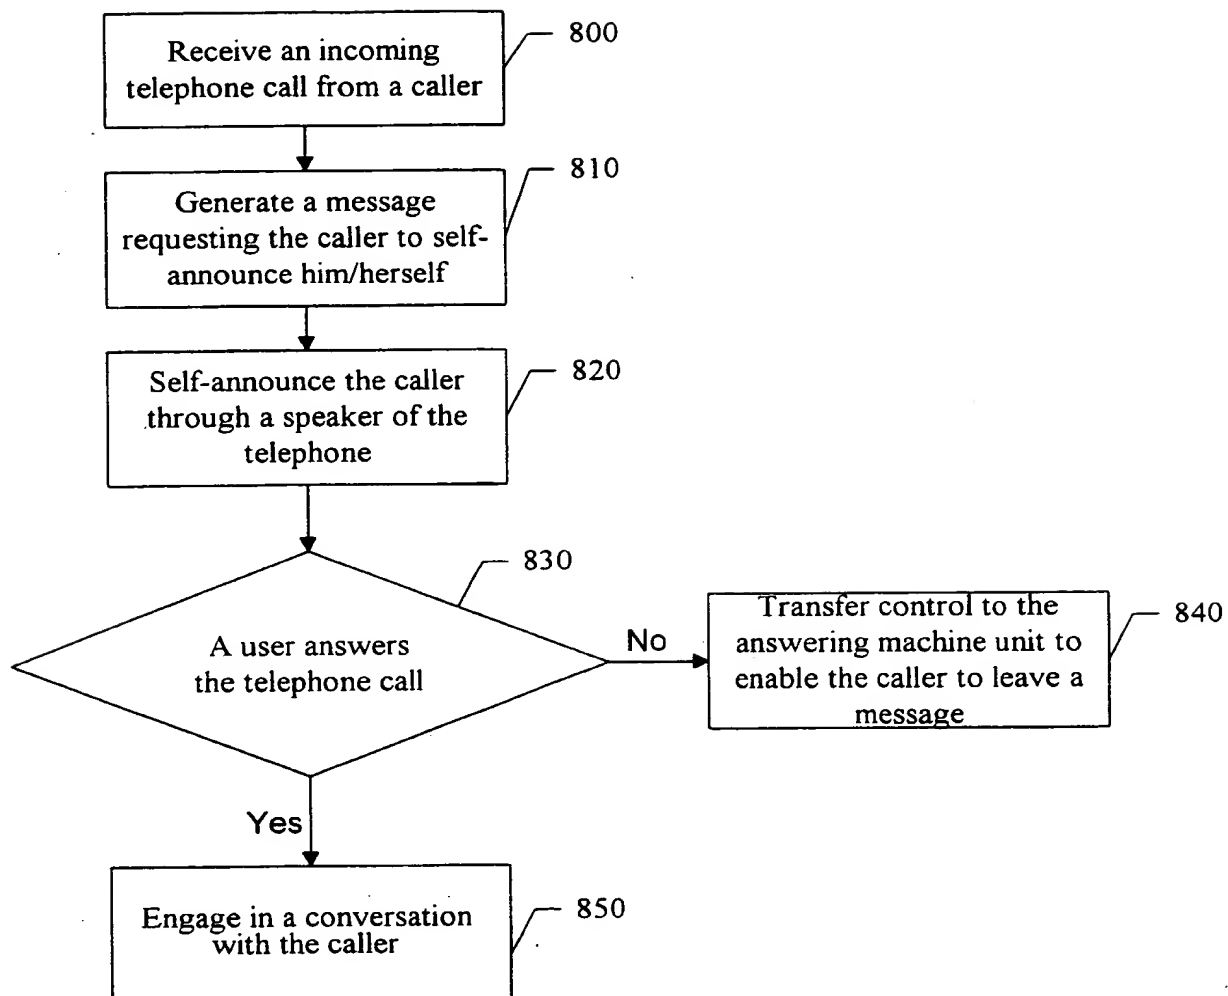 Receive an incoming
telephone call from a caller
800
Generate a message
requesting the caller to self-
announce him/herself
810
Self-announce the caller
through a speaker of the
telephone
820
A user answers
the telephone call
830
No
Transfer control to the
answering machine unit to
enable the caller to leave a
message
840
Yes
Engage in a conversation
with the caller
850